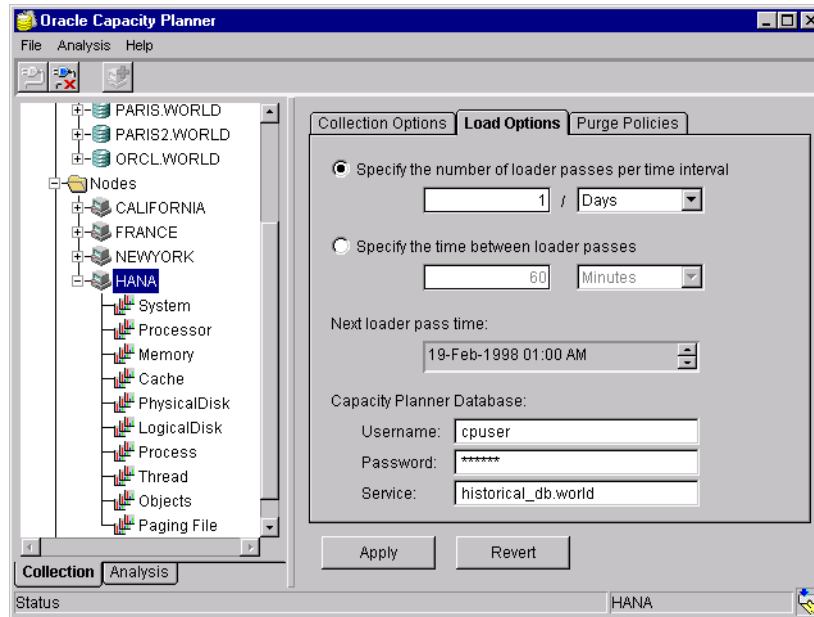 Oracle Capacity Planner
File Analysis Help
PARIS.WORLD
PARIS2.WORLD
ORCL.WORLD
Nodes
CALIFORNIA
FRANCE
NEWYORK
HANA
System
Processor
Memory
Cache
PhysicalDisk
LogicalDisk
Process
Thread
Objects
Paging File
Collection Analysis
Collection Options Load Options Purge Policies
Specify the number of loader passes per time interval
1 / Days
Specify the time between loader passes
60 Minutes
Next loader pass time:
19-Feb-1998 01:00 AM
Capacity Planner Database:
Username: cpuser
Password: ******
Service: historical_db.world
Apply Revert
Status HANA